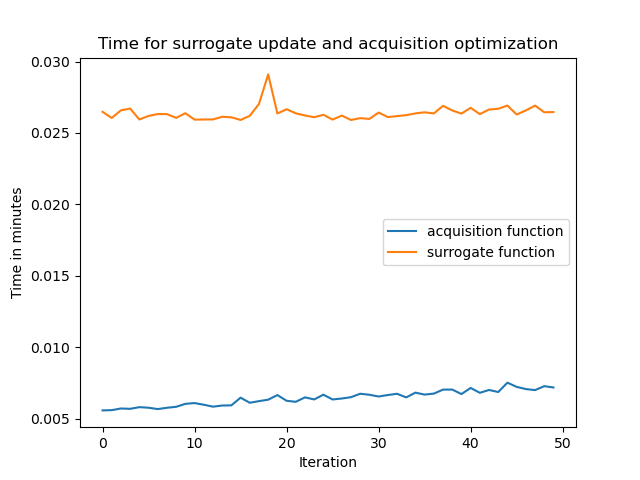 Time for surrogate update and acquisition optimization
0.030
0.025
0.020
0.015
0.010
0.005
Time in minutes
acquisition function
surrogate function
0
10
20
30
40
50
Iteration